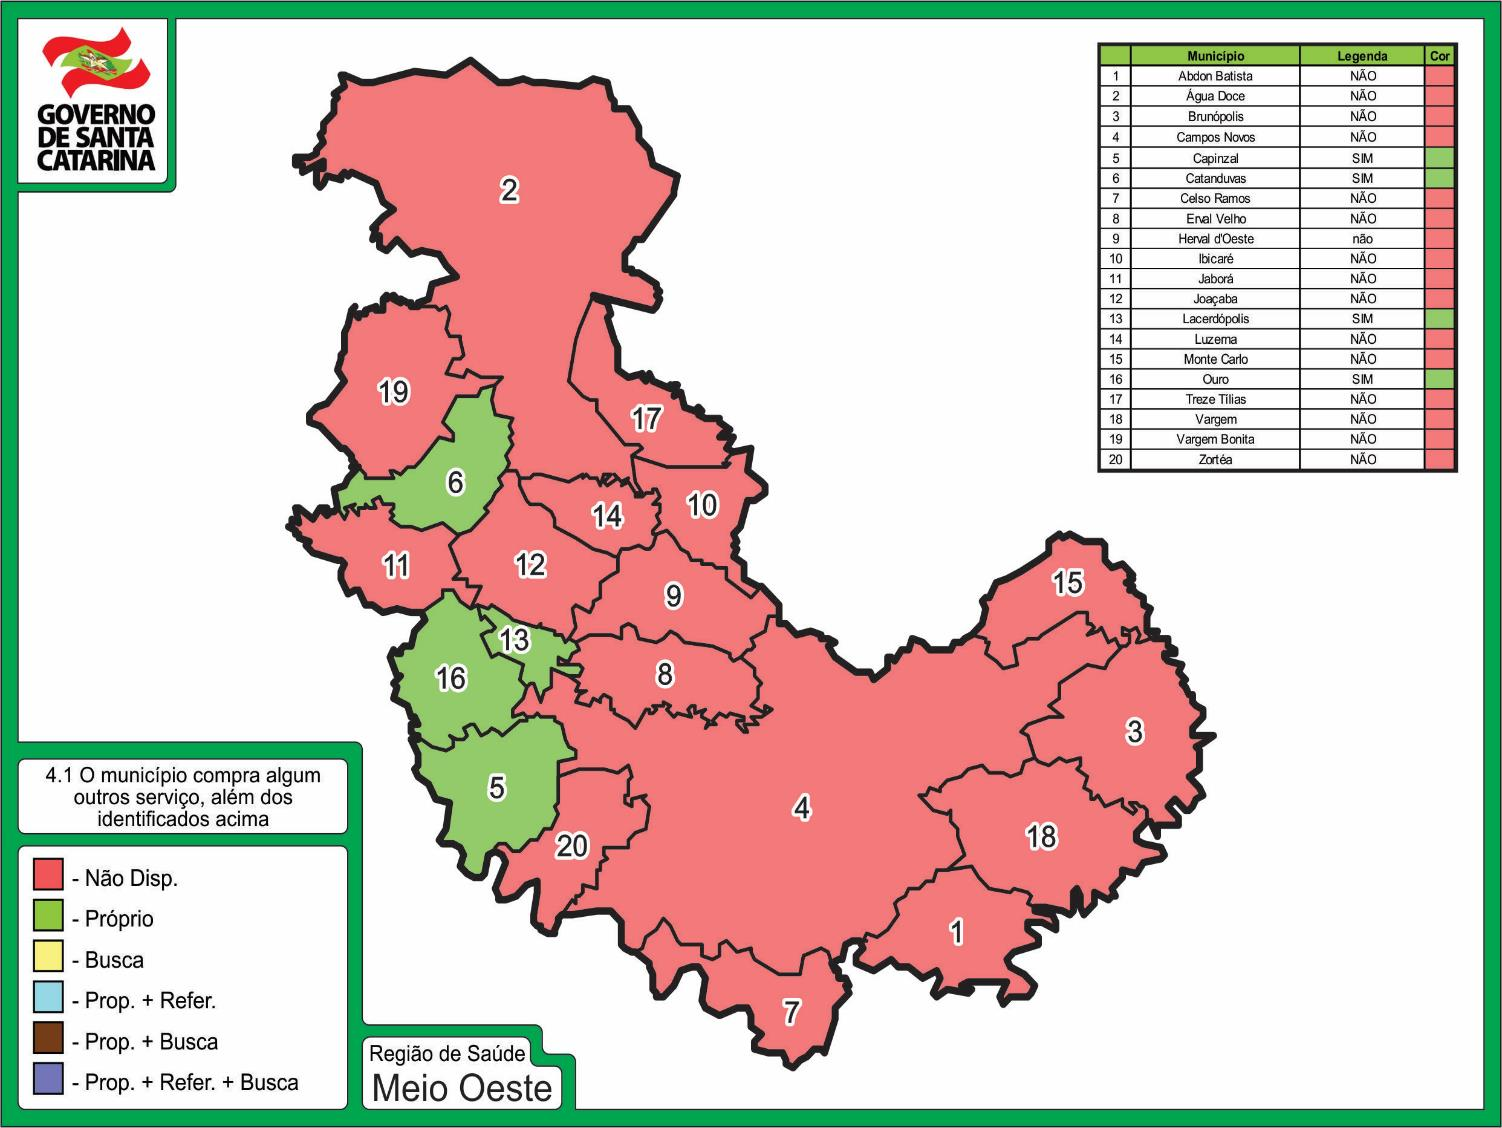 GOVERNO
DE SANTA
CATARINA
Município Legenda Cor
1 Abdon Batista NÃO
2 Água Doce NÃO
3 Brunópolis NÃO
4 Campos Novos NÃO
5 Capinzal SIM
6 Catanduvas SIM
7 Celso Ramos NÃO
8 Erval Velho NÃO
9 Herval d'Oeste não
10 Ibicaré NÃO
11 Jaborá NÃO
12 Joaçaba NÃO
13 Lacerdópolis SIM
14 Luzerna NÃO
15 Monte Carlo NÃO
16 Ouro SIM
17 Treze Tílias NÃO
18 Vargem NÃO
19 Vargem Bonita NÃO
20 Zortéa NÃO
2
19
17
6
10
14
11
12
15
9
13
8
16
3
5
4
18
20
1
7
4.1 O município compra algum
outros serviço, além dos
identificados acima
- Não Disp.
- Próprio
- Busca
- Prop. + Refer.
- Prop. + Busca
- Prop. + Refer. + Busca
Região de Saúde
Meio Oeste